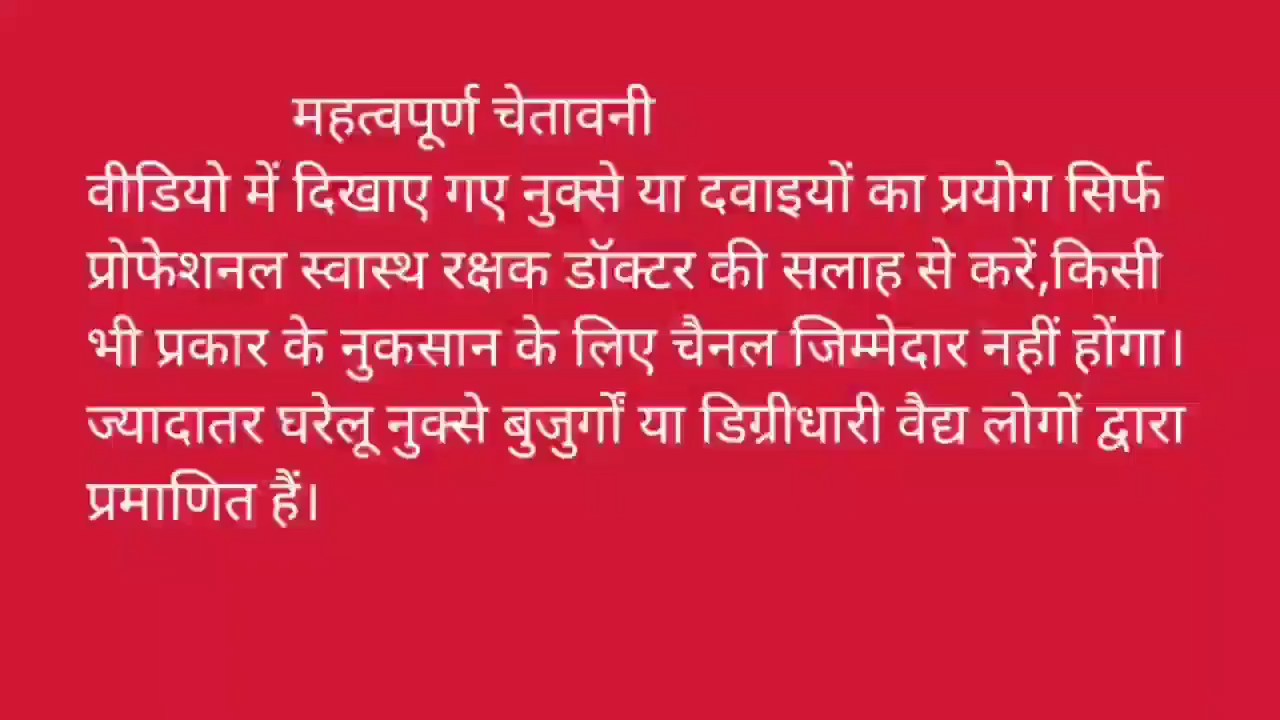 महत्वपूर्ण चेतावनी
वीडियो में दिखाए गए नुक्से या दवाइयों का प्रयोग सिर्फ
प्रोफेशनल स्वास्थ रक्षक डॉक्टर की सलाह से करें,किसी
भी प्रकार के नुकसान के लिए चैनल जिम्मेदार नहीं होंगा।
ज्यादातर घरेलू नुक्से बुजुर्गों या डिग्रीधारी वैद्य लोगों द्वारा
प्रमाणित हैं।